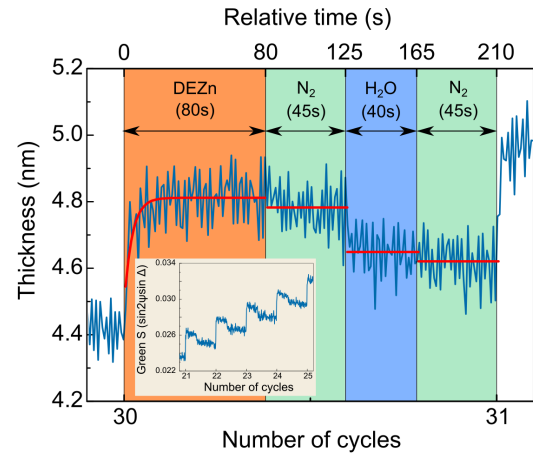 Relative time (s)
0 80 125 165 210
DEZn N₂ H₂O N₂
(80s) (45s) (40s) (45s)
Thickness (nm)
5.2
5.0
4.8
4.6
4.4
4.2
Green S (sin2ψsin Δ)
0.034
0.030
0.026
0.022
21 22 23 24 25
Number of cycles
30 31
Number of cycles